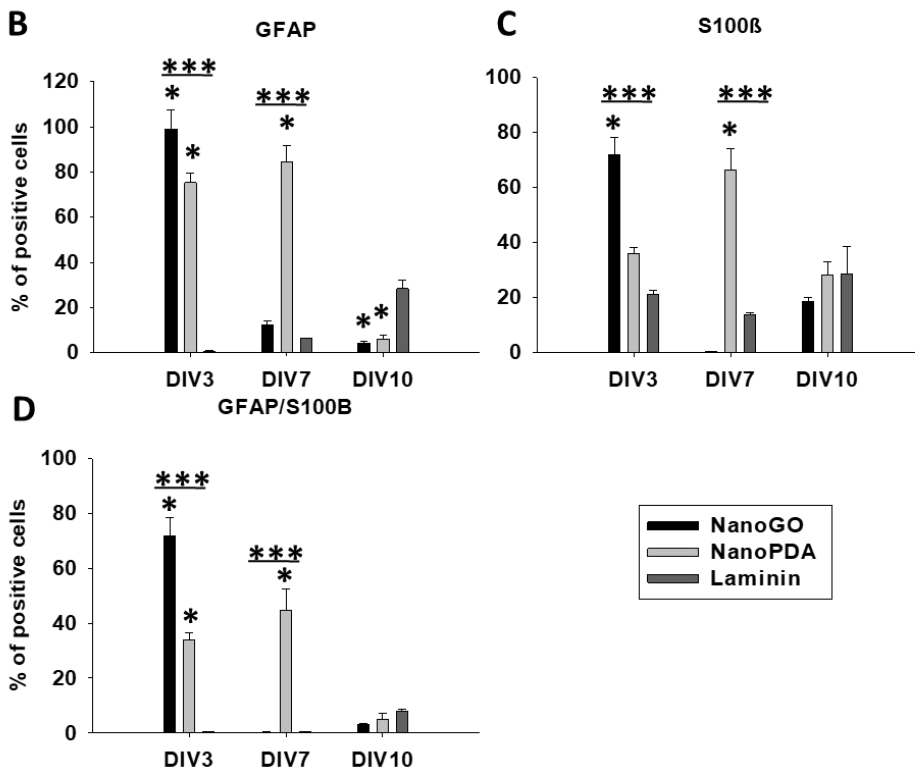 B
GFAP
% of positive cells
120
100
80
60
40
20
0
***
*
*
***
*
*
*
DIV3 DIV7 DIV10
C
S100ß
100
80
60
40
20
0
***
*
***
*
DIV3 DIV7 DIV10
D
GFAP/S100B
% of positive cells
100
80
60
40
20
0
***
*
*
***
*
DIV3 DIV7 DIV10
NanoGO
NanoPDA
Laminin